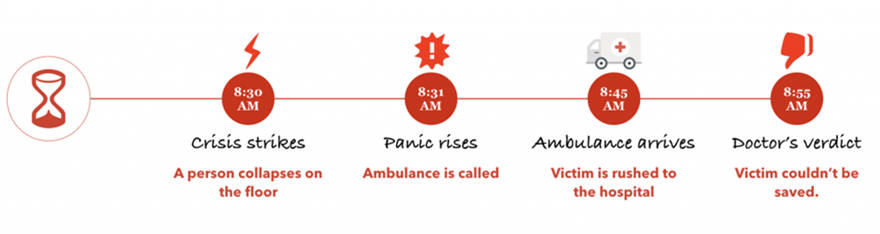 8:30
AM
8:31
AM
8:45
AM
8:55
AM
Crisis strikes
Panic rises
Ambulance arrives
Doctor's verdict
A person collapses on
the floor
Ambulance is called
Victim is rushed to
the hospital
Victim couldn't be
saved.